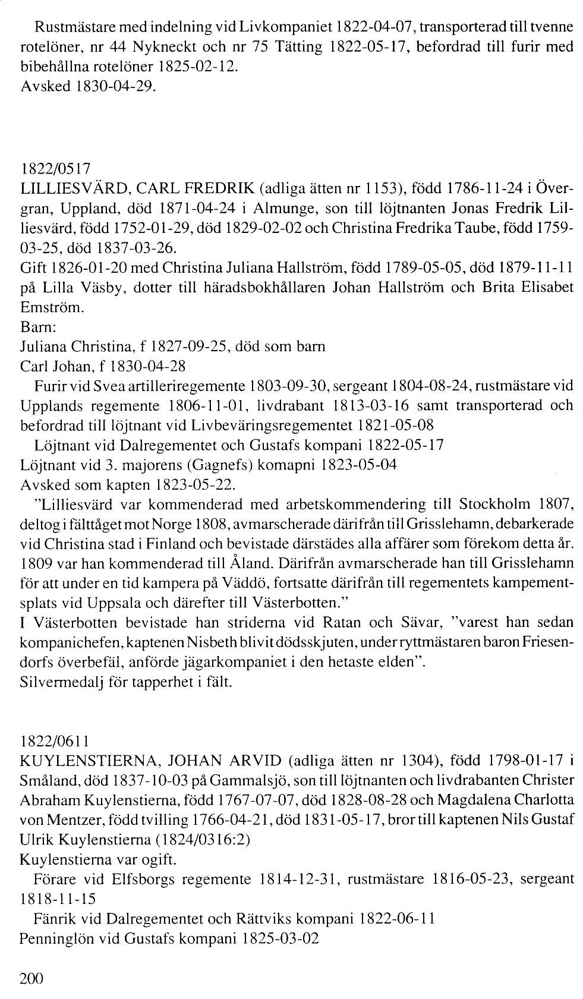 Rustmästare med indelning vid Livkompaniet 1822-04-07, transporterad till tvenne
rotelöner, nr 44 Nykneckt och nr 75 Tätting 1822-05-17, befordrad till furir med
bibehållna rotelöner 1825-02-12.
Avsked 1830-04-29.
1822/0517
LILLIESVÄRD, CARL FREDRIK (adliga ätten nr 1153), född 1786-11-24 i Över-
gran, Uppland, död 1871-04-24 i Almunge, son till löjtnanten Jonas Fredrik Lil-
liesvärd, född 1752-01-29, död 1829-02-02 och Christina Fredrika Taube, född 1759-
03-25, död 1837-03-26.
Gift 1826-01-20 med Christina Juliana Hallström, född 1789-05-05, död 1879-11-11
på Lilla Väsby, dotter till häradsbokhållaren Johan Hallström och Brita Elisabet
Emström.
Barn:
Juliana Christina, f 1827-09-25, död som barn
Carl Johan, f 1830-04-28
Furir vid Svea artilleriregemente 1803-09-30, sergeant 1804-08-24, rustmästare vid
Upplands regemente 1806-11-01, livdrabant 1813-03-16 samt transporterad och
befordrad till löjtnant vid Livbeväringsregementet 1821-05-08
Löjtnant vid Dalregementet och Gustafs kompani 1822-05-17
Löjtnant vid 3. majorens (Gagnefs) komapni 1823-05-04
Avsked som kapten 1823-05-22.
”Lilliesvärd var kommenderad med arbetskommendering till Stockholm 1807,
deltog i fälttåget mot Norge 1808, avmarscherade därifrån till Grisslehamn, debarkerade
vid Christina stad i Finland och bevistade därstädes alla affärer som förekom detta år.
1809 var han kommenderad till Åland. Därifrån avmarscherade han till Grisslehamn
för att under en tid kampera på Väddö, fortsatte därifrån till regementets kampement-
splats vid Uppsala och därefter till Västerbotten.”
I Västerbotten bevistade han striderna vid Ratan och Sävar, ”varest han sedan
kompanichefen, kaptenen Nisbeth blivit dödsskjuten, under ryttmästaren baron Friesen-
dorfs överbefäl, anförde jägarkompaniet i den hetaste elden”.
Silvermedalj för tapperhet i fält.
1822/0611
KUYLENSTIERNA, JOHAN ARVID (adliga ätten nr 1304), född 1798-01-17 i
Småland, död 1837-10-03 på Gammalsjö, son till löjtnanten och livdrabanten Christer
Abraham Kuylenstierna, född 1767-07-07, död 1828-08-28 och Magdalena Charlotta
von Mentzer, född tvilling 1766-04-21, död 1831-05-17, bror till kaptenen Nils Gustaf
Ulrik Kuylenstierna (1824/0316:2)
Kuylenstierna var ogift.
Förare vid Elfsborgs regemente 1814-12-31, rustmästare 1816-05-23, sergeant
1818-11-15
Fänrik vid Dalregementet och Rättviks kompani 1822-06-11
Penninglön vid Gustafs kompani 1825-03-02
200